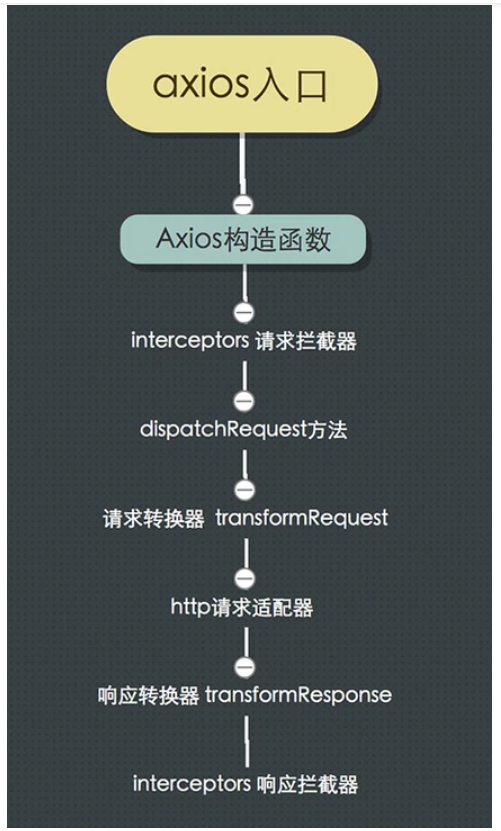 axios入口
Axios构造函数
interceptors 请求拦截器
dispatchRequest方法
请求转换器 transformRequest
http请求适配器
响应转换器 transformResponse
interceptors 响应拦截器